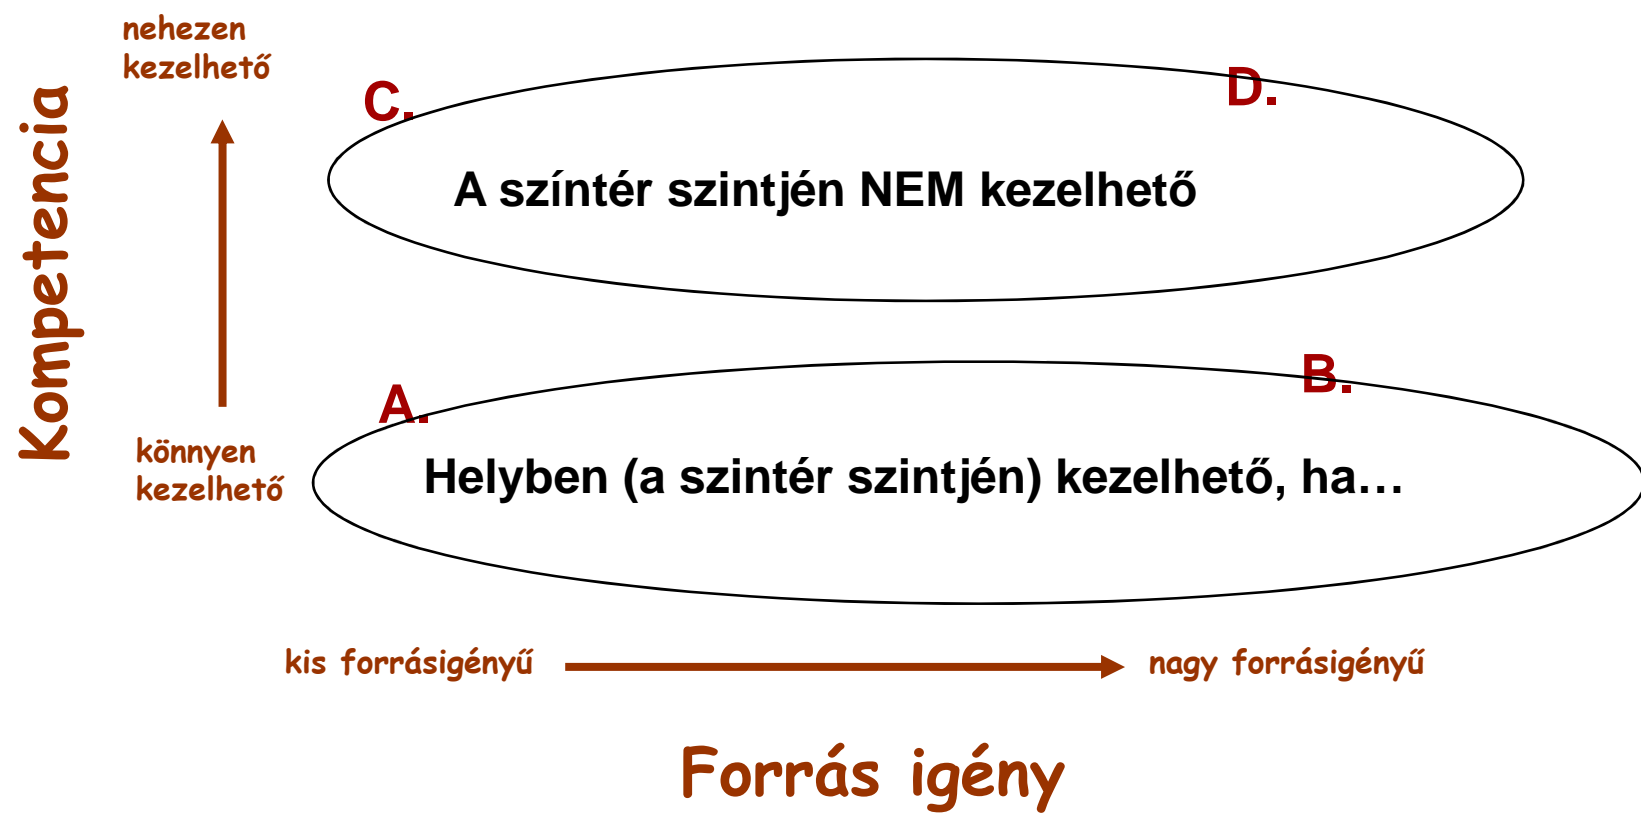 nehezen
kezelhető
Kompetencia
C.
D.
A színtér szintjén NEM kezelhető
A.
B.
könnyen
kezelhető
Helyben (a szintér szintjén) kezelhető, ha…
kis forrásigényű
nagy forrásigényű
Forrás igény